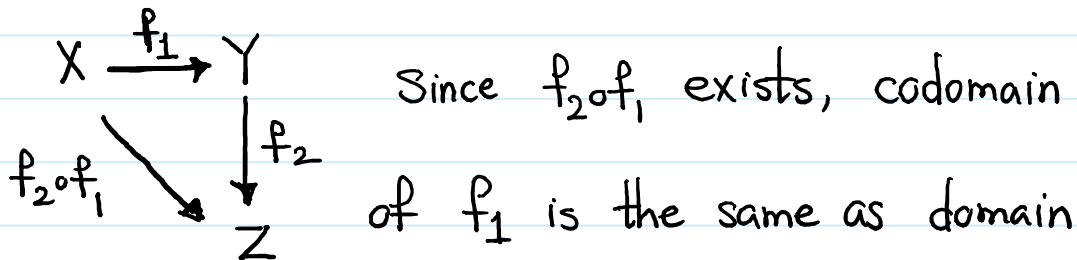 X f₁ Y
Since f₂∘f₁ exists, codomain
f₂
f₂∘f₁
of f₁ is the same as domain
Z